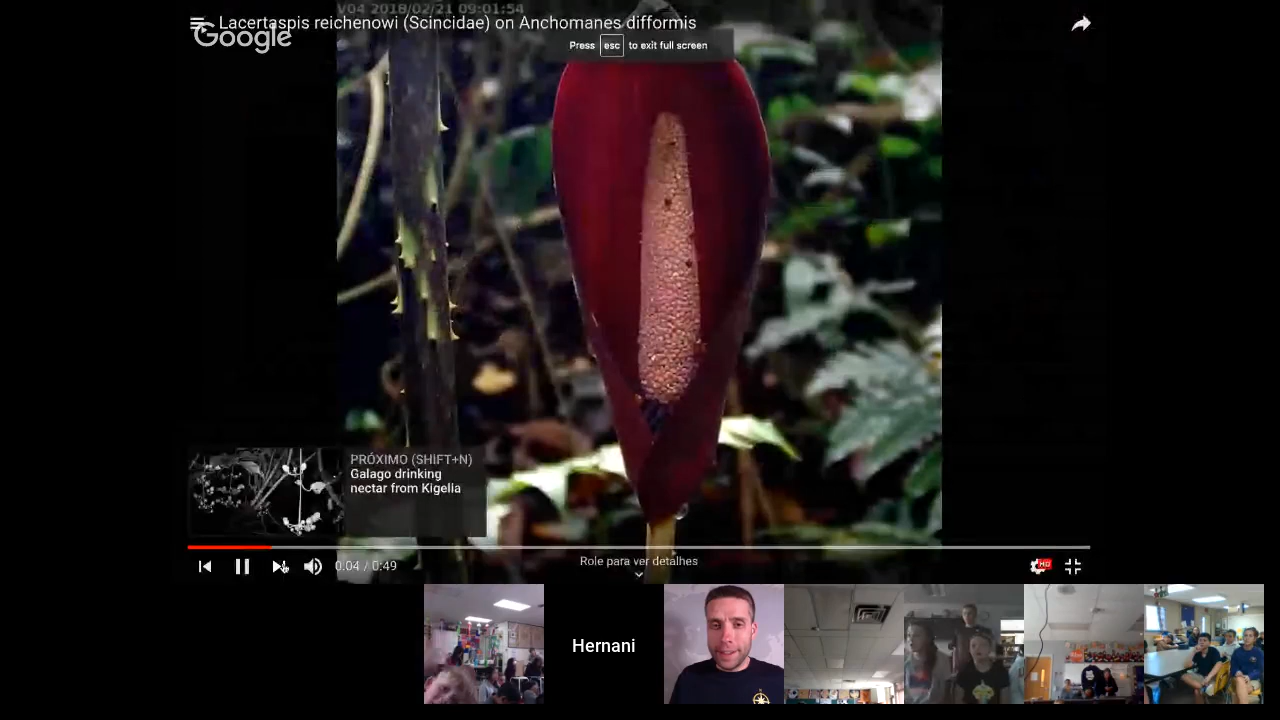 V04 2018/02/21 09:01:54
Lacertaspis reichenowi (Scincidae) on Anchomanes difformis
Google
Press esc to exit full screen
PRÓXIMO (SHIFT+N)
Galago drinking
nectar from Kigelia
0:04 / 0:49
Role para ver detalhes
HD
Hernani